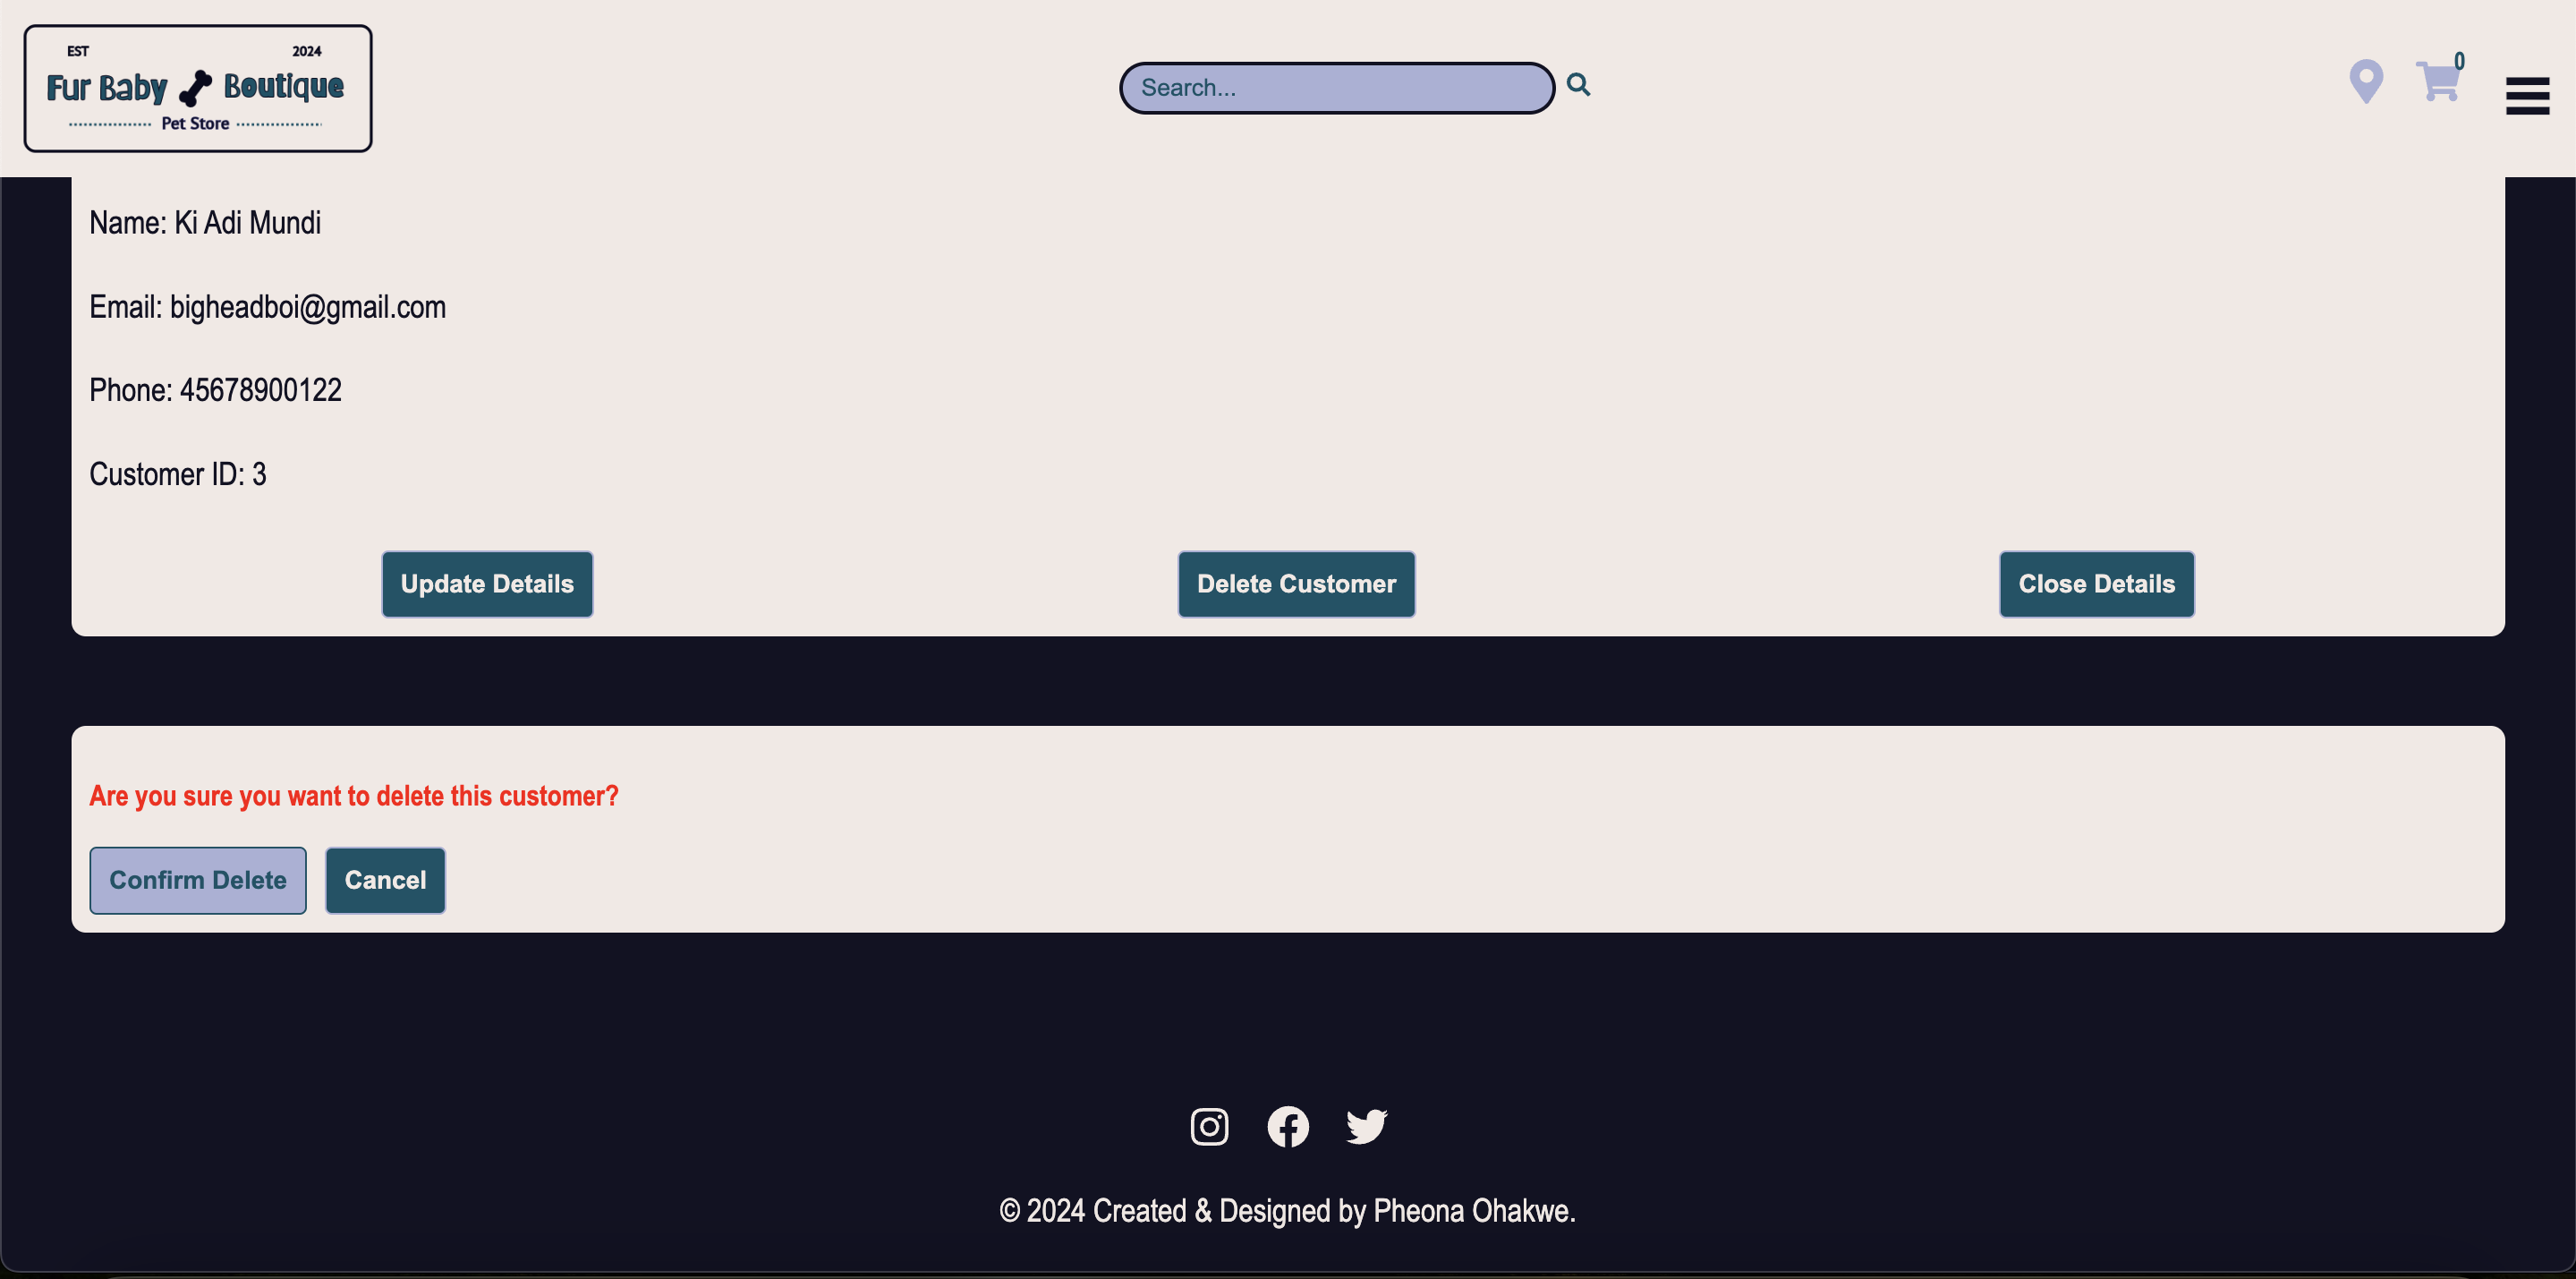 EST 2024
Fur Baby Boutique
Pet Store
Search...
0
Name: Ki Adi Mundi
Email: bigheadboi@gmail.com
Phone: 45678900122
Customer ID: 3
Update Details Delete Customer Close Details
Are you sure you want to delete this customer?
Confirm Delete Cancel
© 2024 Created & Designed by Pheona Ohakwe.